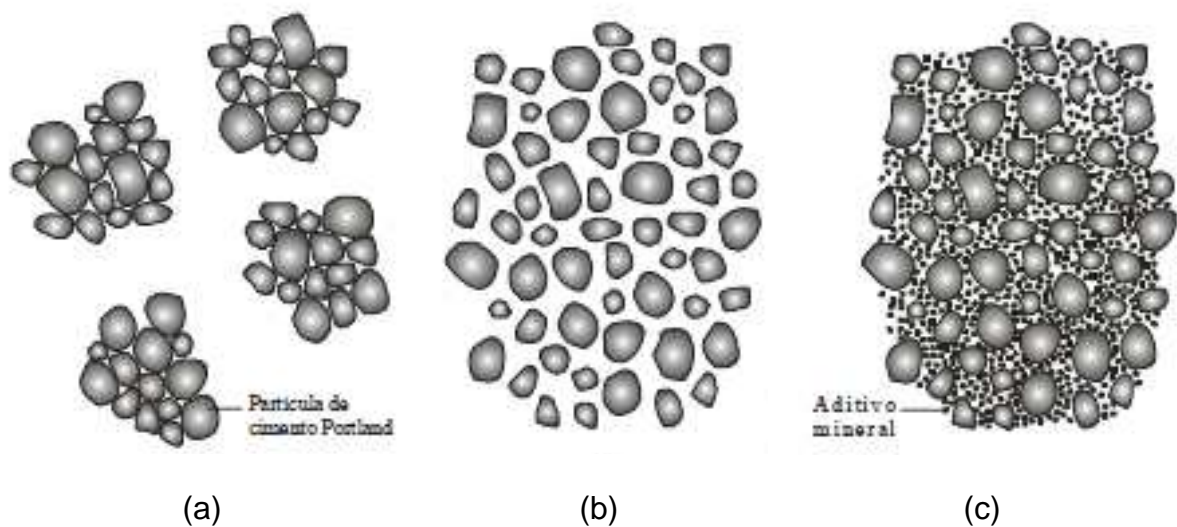 Partícula de
cimento Portland
Aditivo
mineral
(a)
(b)
(c)